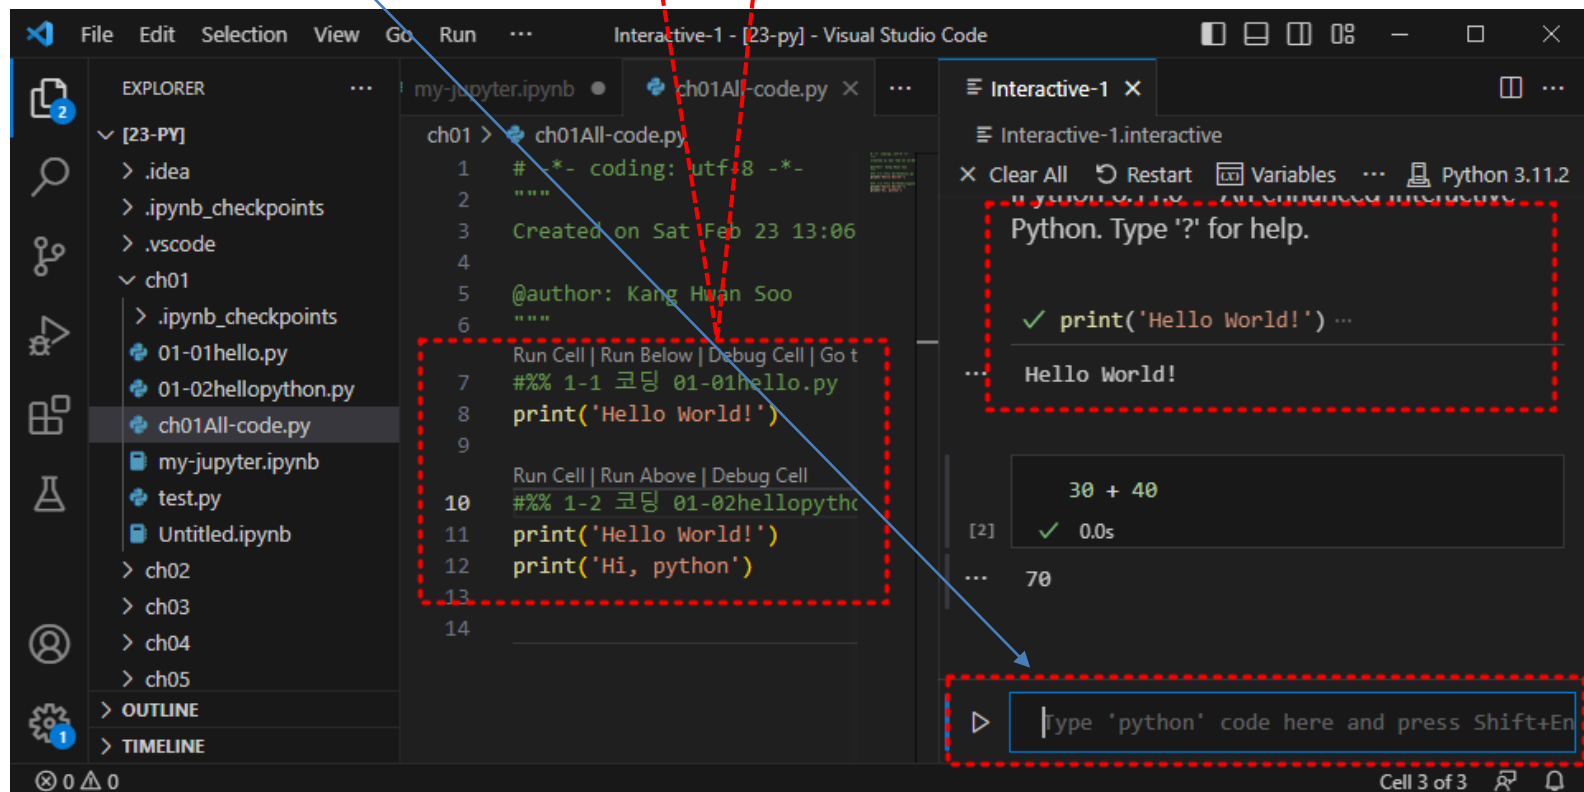 File Edit Selection View Go Run ··· Interactive-1 - [23-py] - Visual Studio Code
EXPLORER ···
2
[23-PY]
.idea
.ipynb_checkpoints
.vscode
ch01
.ipynb_checkpoints
01-01hello.py
01-02hellopython.py
ch01All-code.py
my-jupyter.ipynb
test.py
Untitled.ipynb
ch02
ch03
ch04
ch05
OUTLINE
1
TIMELINE
my-jupyter.ipynb ● ch01All-code.py × ···
ch01 > ch01All-code.py
1 # -*- coding: utf-8 -*-
2 """
3 Created on Sat Feb 23 13:06
4
5 @author: Kang Hwan Soo
6 """
Run Cell | Run Below | Debug Cell | Go t
7 #%% 1-1 코딩 01-01hello.py
8 print('Hello World!')
9
Run Cell | Run Above | Debug Cell
10 #%% 1-2 코딩 01-02hellopytho
11 print('Hello World!')
12 print('Hi, python')
13
14
Interactive-1 × ···
Interactive-1.interactive
× Clear All Restart Variables ··· Python 3.11.2
An enhanced Interactive
Python. Type '?' for help.
✓ print('Hello World!') ···
··· Hello World!
30 + 40
[2] ✓ 0.0s
··· 70
Type 'python' code here and press Shift+En
0 0
Cell 3 of 3